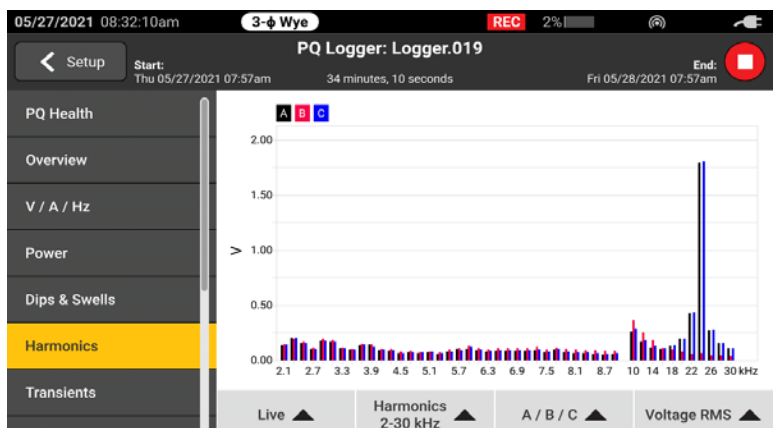 05/27/2021 08:32:10am 3-ϕ Wye REC 2%
PQ Logger: Logger.019
Setup
Start:
Thu 05/27/2021 07:57am
34 minutes, 10 seconds
End:
Fri 05/28/2021 07:57am
PQ Health
Overview
V / A / Hz
Power
Dips & Swells
Harmonics
Transients
A B C
2.00
1.50
V 1.00
0.50
0.00
2.1 2.7 3.3 3.9 4.5 5.1 5.7 6.3 6.9 7.5 8.1 8.7 10 14 18 22 26 30 kHz
Live
Harmonics
2-30 kHz
A / B / C
Voltage RMS